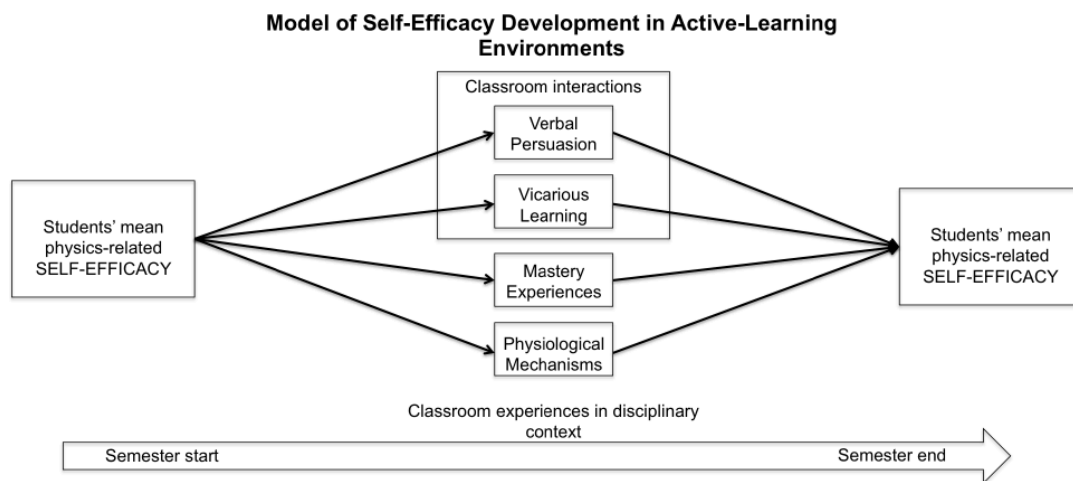 Model of Self-Efficacy Development in Active-Learning
Environments
Classroom interactions
Verbal
Persuasion
Vicarious
Learning
Students’ mean
physics-related
SELF-EFFICACY
Mastery
Experiences
Physiological
Mechanisms
Students’ mean
physics-related
SELF-EFFICACY
Classroom experiences in disciplinary
context
Semester start
Semester end